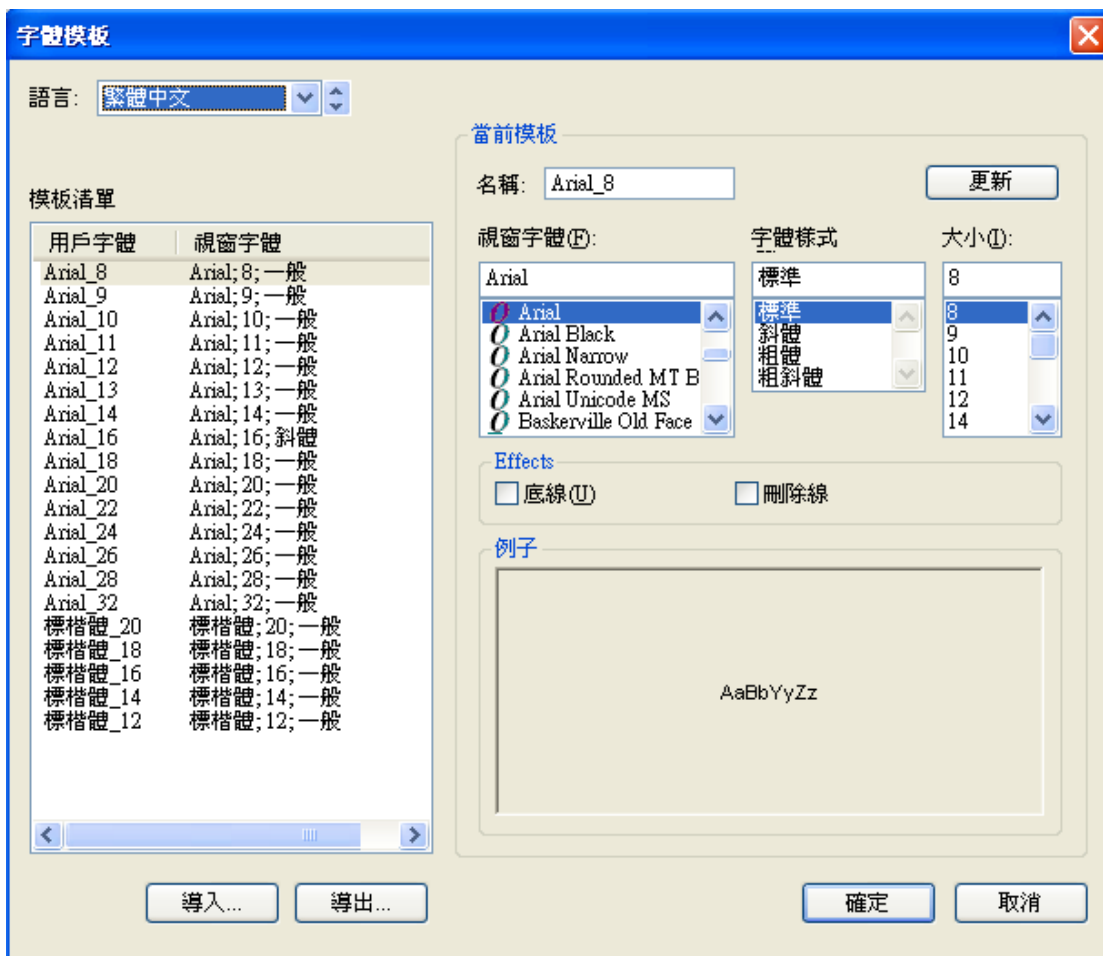 字體模板
語言: 繁體中文
模板清單
用戶字體 視窗字體
Arial_8 Arial; 8; 一般
Arial_9 Arial; 9; 一般
Arial_10 Arial; 10; 一般
Arial_11 Arial; 11; 一般
Arial_12 Arial; 12; 一般
Arial_13 Arial; 13; 一般
Arial_14 Arial; 14; 一般
Arial_16 Arial; 16; 斜體
Arial_18 Arial; 18; 一般
Arial_20 Arial; 20; 一般
Arial_22 Arial; 22; 一般
Arial_24 Arial; 24; 一般
Arial_26 Arial; 26; 一般
Arial_28 Arial; 28; 一般
Arial_32 Arial; 32; 一般
標楷體_20 標楷體; 20; 一般
標楷體_18 標楷體; 18; 一般
標楷體_16 標楷體; 16; 一般
標楷體_14 標楷體; 14; 一般
標楷體_12 標楷體; 12; 一般
導入... 導出...
當前模板
名稱: Arial_8 更新
視窗字體(F): 字體樣式 大小(I):
Arial 標準 8
Arial 標準 8
Arial Black 斜體 9
Arial Narrow 粗體 10
Arial Rounded MT B 粗斜體 11
Arial Unicode MS 12
Baskerville Old Face 14
Effects
底線(U) 刪除線
例子
AaBbYyZz
確定 取消